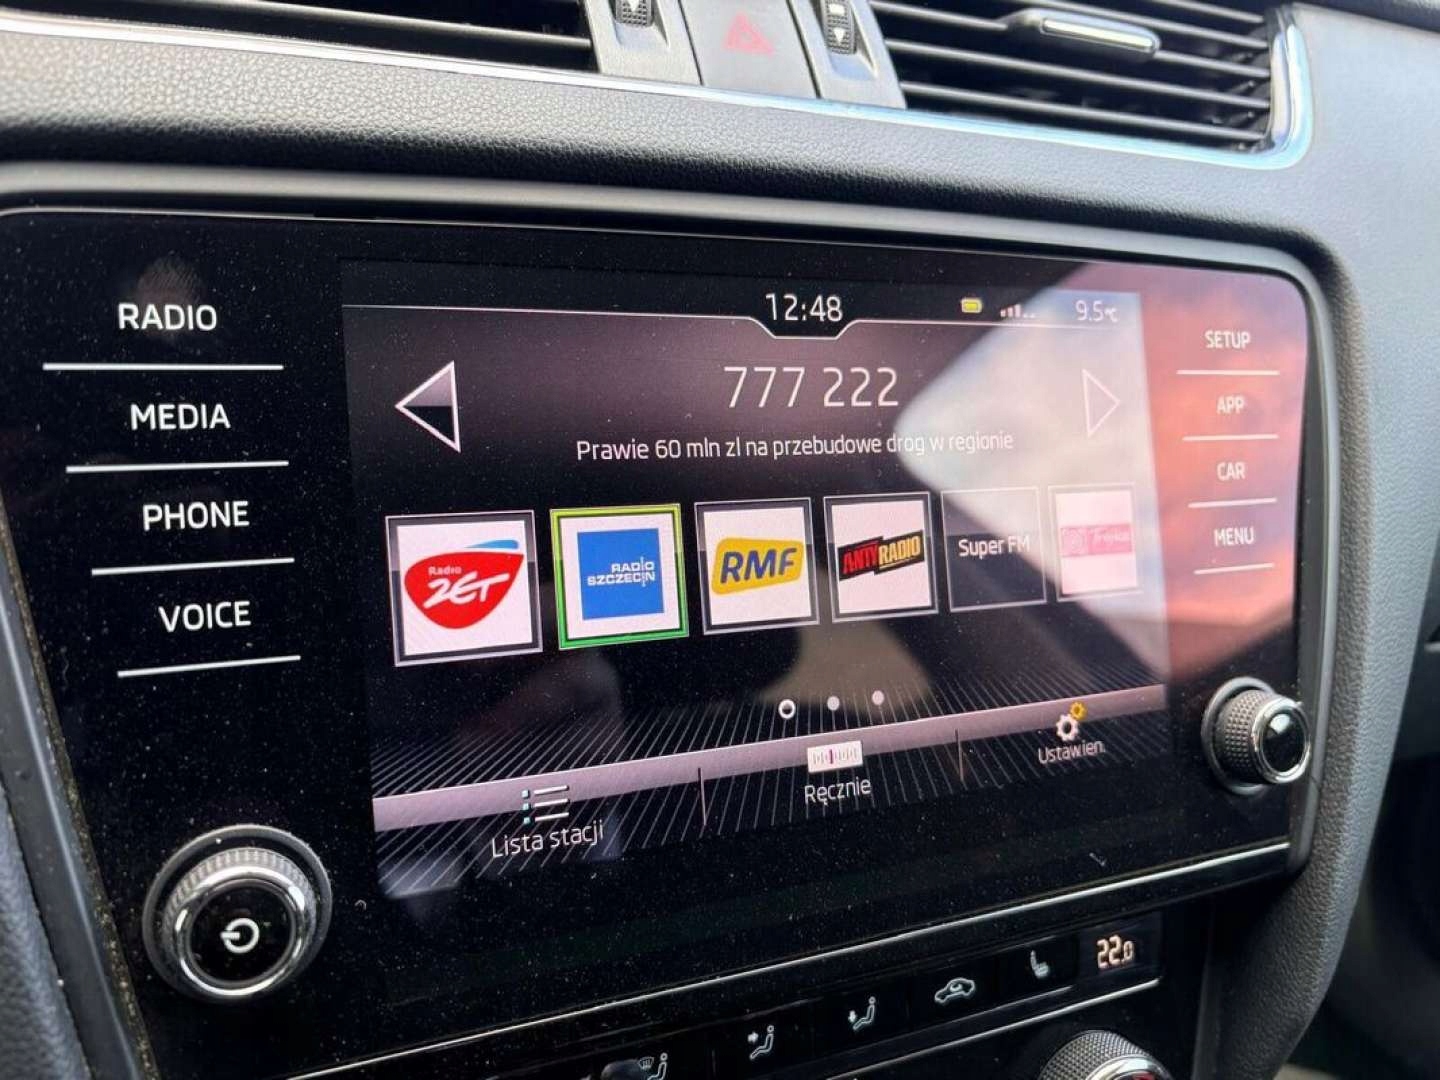 RADIO
MEDIA
PHONE
VOICE
12:48
9.5°C
777 222
Prawie 60 mln zl na przebudowe drog w regionie
Radio
ZET
RADIO
SZCZECIN
RMF
ANTYRADIO
Super FM
Trójka
Lista stacji
Ręcznie
Ustawien.
SETUP
APP
CAR
MENU
22.0